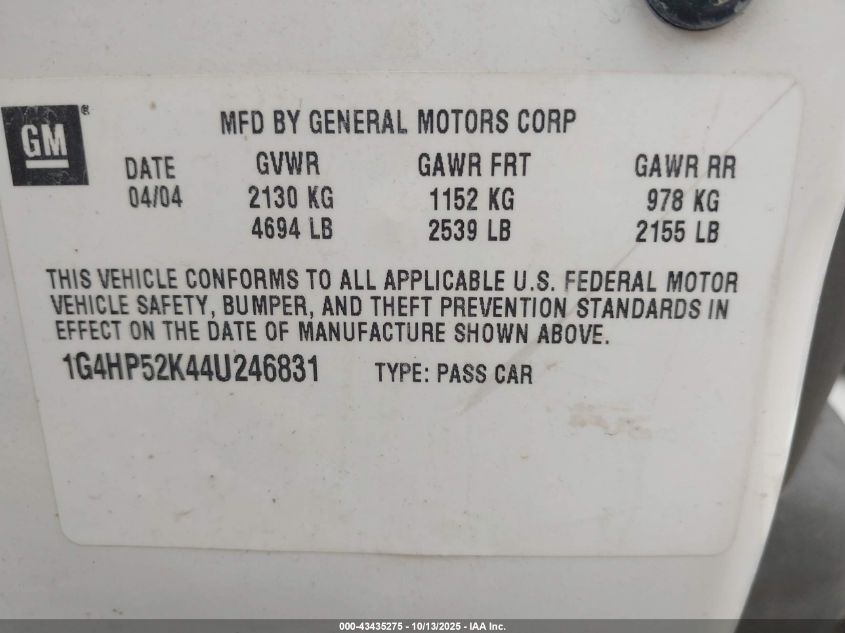 GM ®
MFD BY GENERAL MOTORS CORP
DATE GVWR GAWR FRT GAWR RR
04/04 2130 KG 1152 KG 978 KG
4694 LB 2539 LB 2155 LB
THIS VEHICLE CONFORMS TO ALL APPLICABLE U.S. FEDERAL MOTOR
VEHICLE SAFETY, BUMPER, AND THEFT PREVENTION STANDARDS IN
EFFECT ON THE DATE OF MANUFACTURE SHOWN ABOVE.
1G4HP52K44U246831 TYPE: PASS CAR
000-43435275 - 10/13/2025 - IAA Inc.